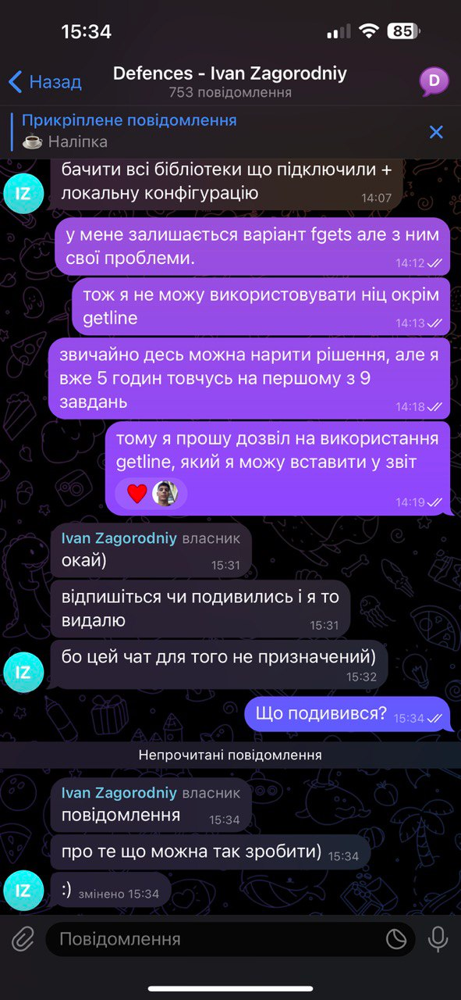 15:34
85
Назад
Defences - Ivan Zagorodniy
753 повідомлення
D
Прикріплене повідомлення
☕ Наліпка
бачити всі бібліотеки що підключили +
локальну конфігурацію
14:07
IZ
у мене залишається варіант fgets але з ним
свої проблеми.
14:12
тож я не можу використовувати ніц окрім
getline
14:13
звичайно десь можна нарити рішення, але я
вже 5 годин товчусь на першому з 9
завдань
14:18
тому я прошу дозвіл на використання
getline, який я можу вставити у звіт
❤️
14:19
Ivan Zagorodniy власник
окай)
15:31
відпишіться чи подивились і я то
видалю
15:31
бо цей чат для того не призначений)
15:32
IZ
Що подивився? 15:34
Непрочитані повідомлення
Ivan Zagorodniy власник
повідомлення 15:34
про те що можна так зробити) 15:34
IZ
:) змінено 15:34
Повідомлення